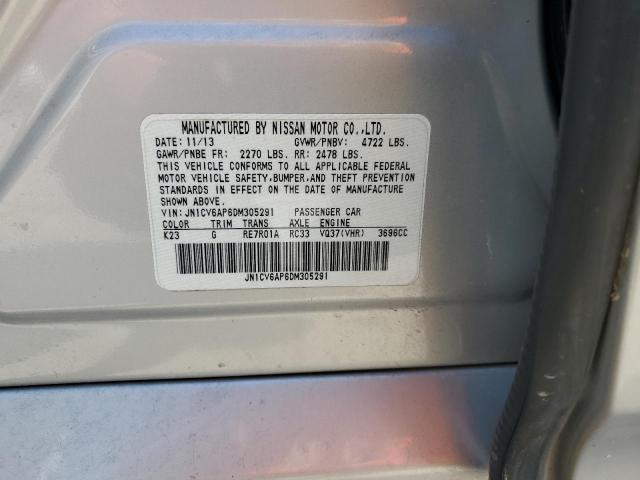 MANUFACTURED BY NISSAN MOTOR CO.,LTD.
DATE: 11/13 GVWR/PNBV: 4722 LBS.
GAWR/PNBE FR: 2270 LBS. RR: 2478 LBS.
THIS VEHICLE CONFORMS TO ALL APPLICABLE FEDERAL
MOTOR VEHICLE SAFETY,BUMPER,AND THEFT PREVENTION
STANDARDS IN EFFECT ON THE DATE OF MANUFACTURE
SHOWN ABOVE.
VIN: JN1CV6AP6DM305291 PASSENGER CAR
COLOR TRIM TRANS AXLE ENGINE
K23 G RE7R01A RC33 VQ37(VHR) 3696CC
JN1CV6AP6DM305291